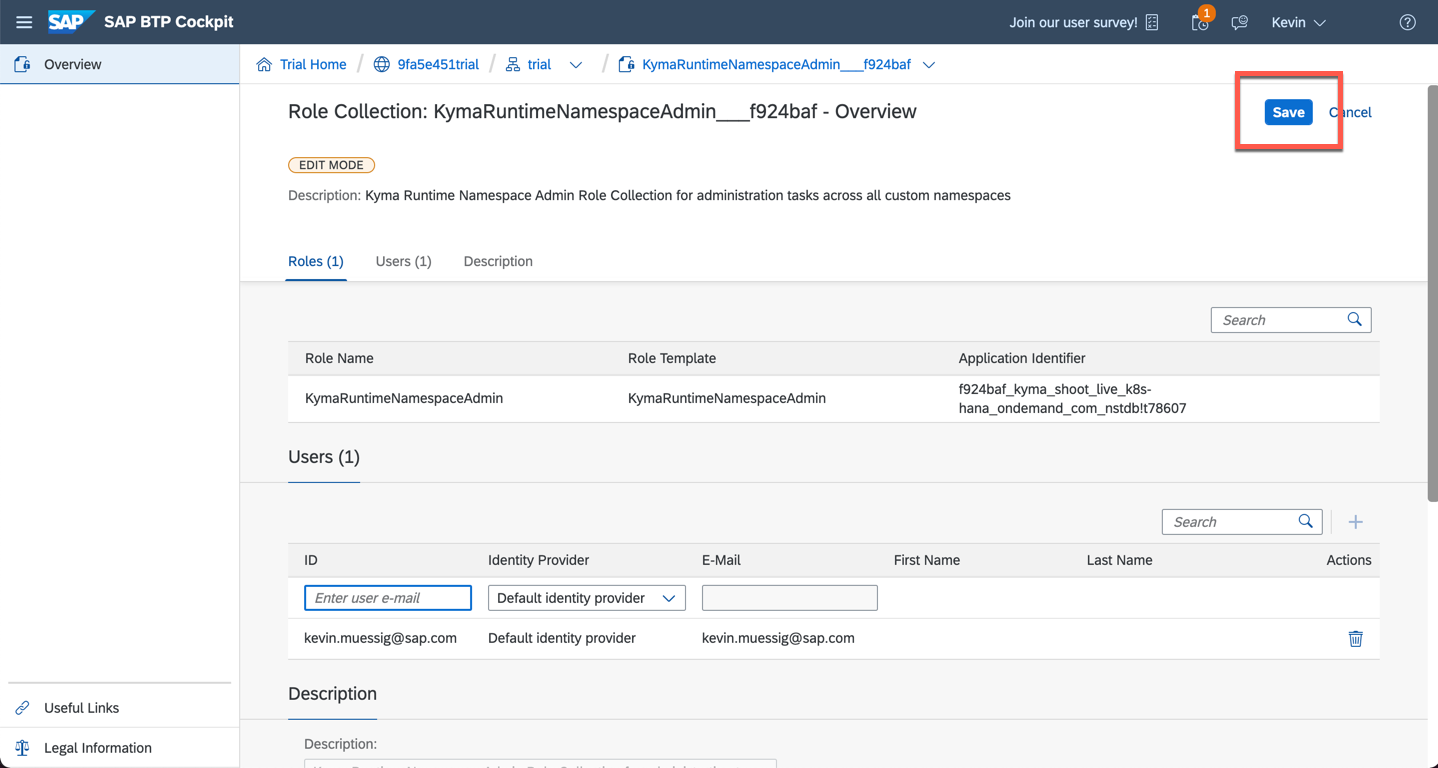 SAP SAP BTP Cockpit
Join our user survey!
1
Kevin
Overview
Trial Home / 9fa5e451trial / trial / KymaRuntimeNamespaceAdmin___f924baf
Role Collection: KymaRuntimeNamespaceAdmin___f924baf - Overview
Save
Cancel
EDIT MODE
Description: Kyma Runtime Namespace Admin Role Collection for administration tasks across all custom namespaces
Roles (1) Users (1) Description
Search
Role Name Role Template Application Identifier
KymaRuntimeNamespaceAdmin KymaRuntimeNamespaceAdmin f924baf_kyma_shoot_live_k8s-
hana_ondemand_com_nstdb!t78607
Users (1)
Search
ID Identity Provider E-Mail First Name Last Name Actions
Enter user e-mail Default identity provider
kevin.muessig@sap.com Default identity provider kevin.muessig@sap.com
Description
Description:
Useful Links
Legal Information